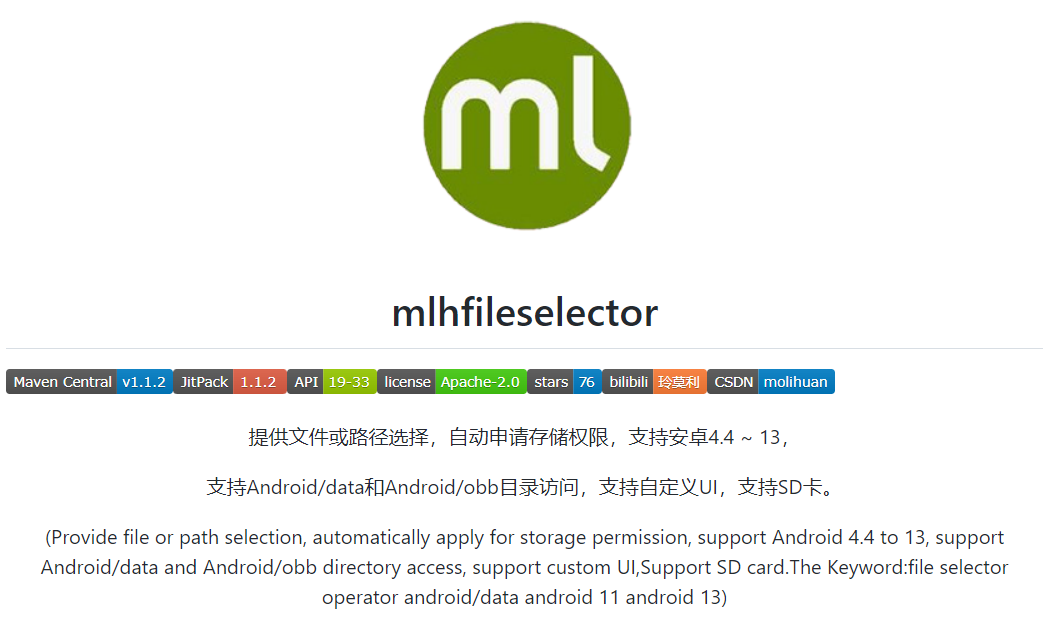 ml
mlhfileselector
Maven Central v1.1.2 JitPack 1.1.2 API 19-33 license Apache-2.0 stars 76 bilibili 玲莫利 CSDN molihuan
提供文件或路径选择，自动申请存储权限，支持安卓4.4 ~ 13，
支持Android/data和Android/obb目录访问，支持自定义UI，支持SD卡。
(Provide file or path selection, automatically apply for storage permission, support Android 4.4 to 13, support
Android/data and Android/obb directory access, support custom UI,Support SD card.The Keyword:file selector
operator android/data android 11 android 13)